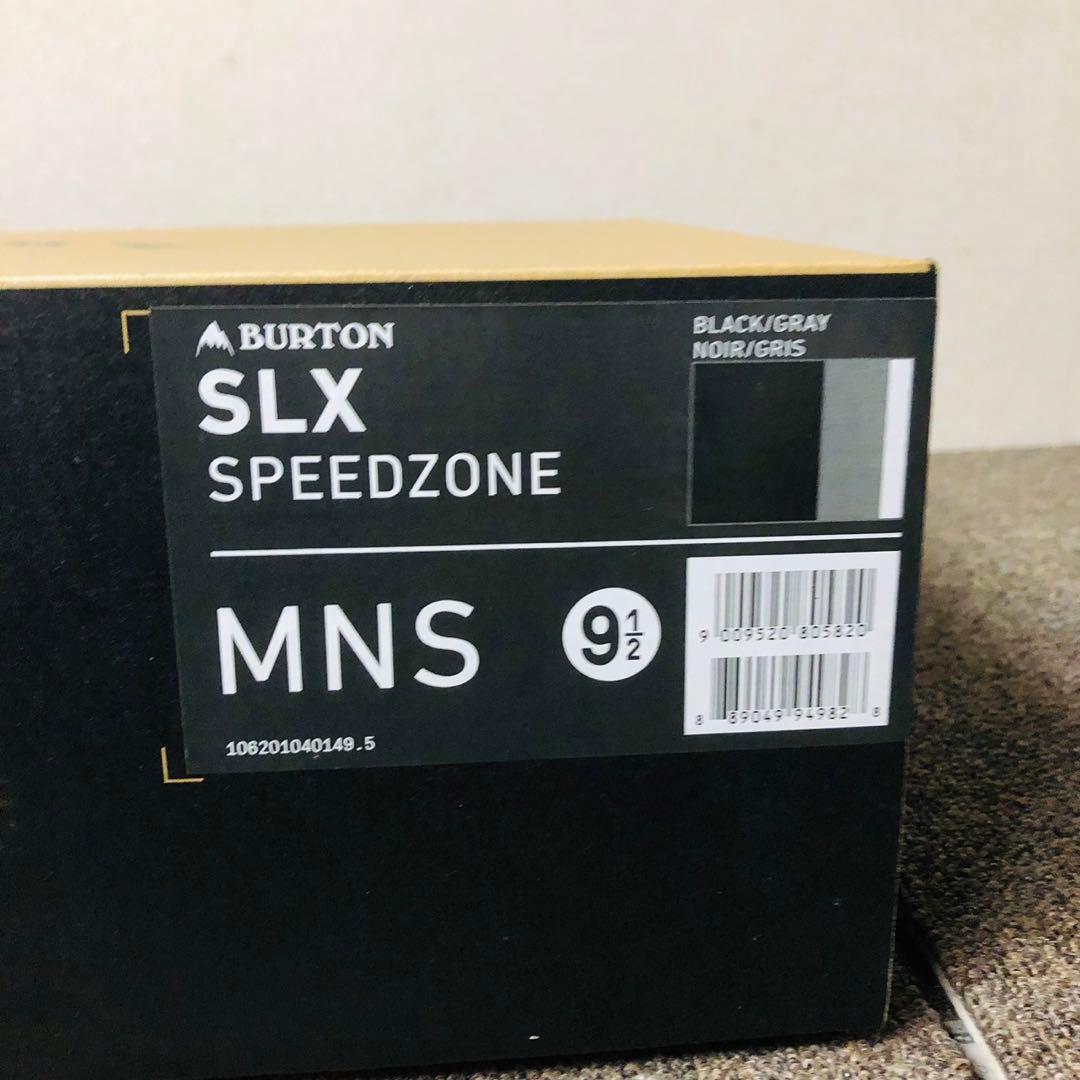 BURTON
SLX
SPEEDZONE
BLACK/GRAY
NOIR/GRIS
MNS
9 1/2
9 009520 805820
8 89049 94982 8
106201040149.5